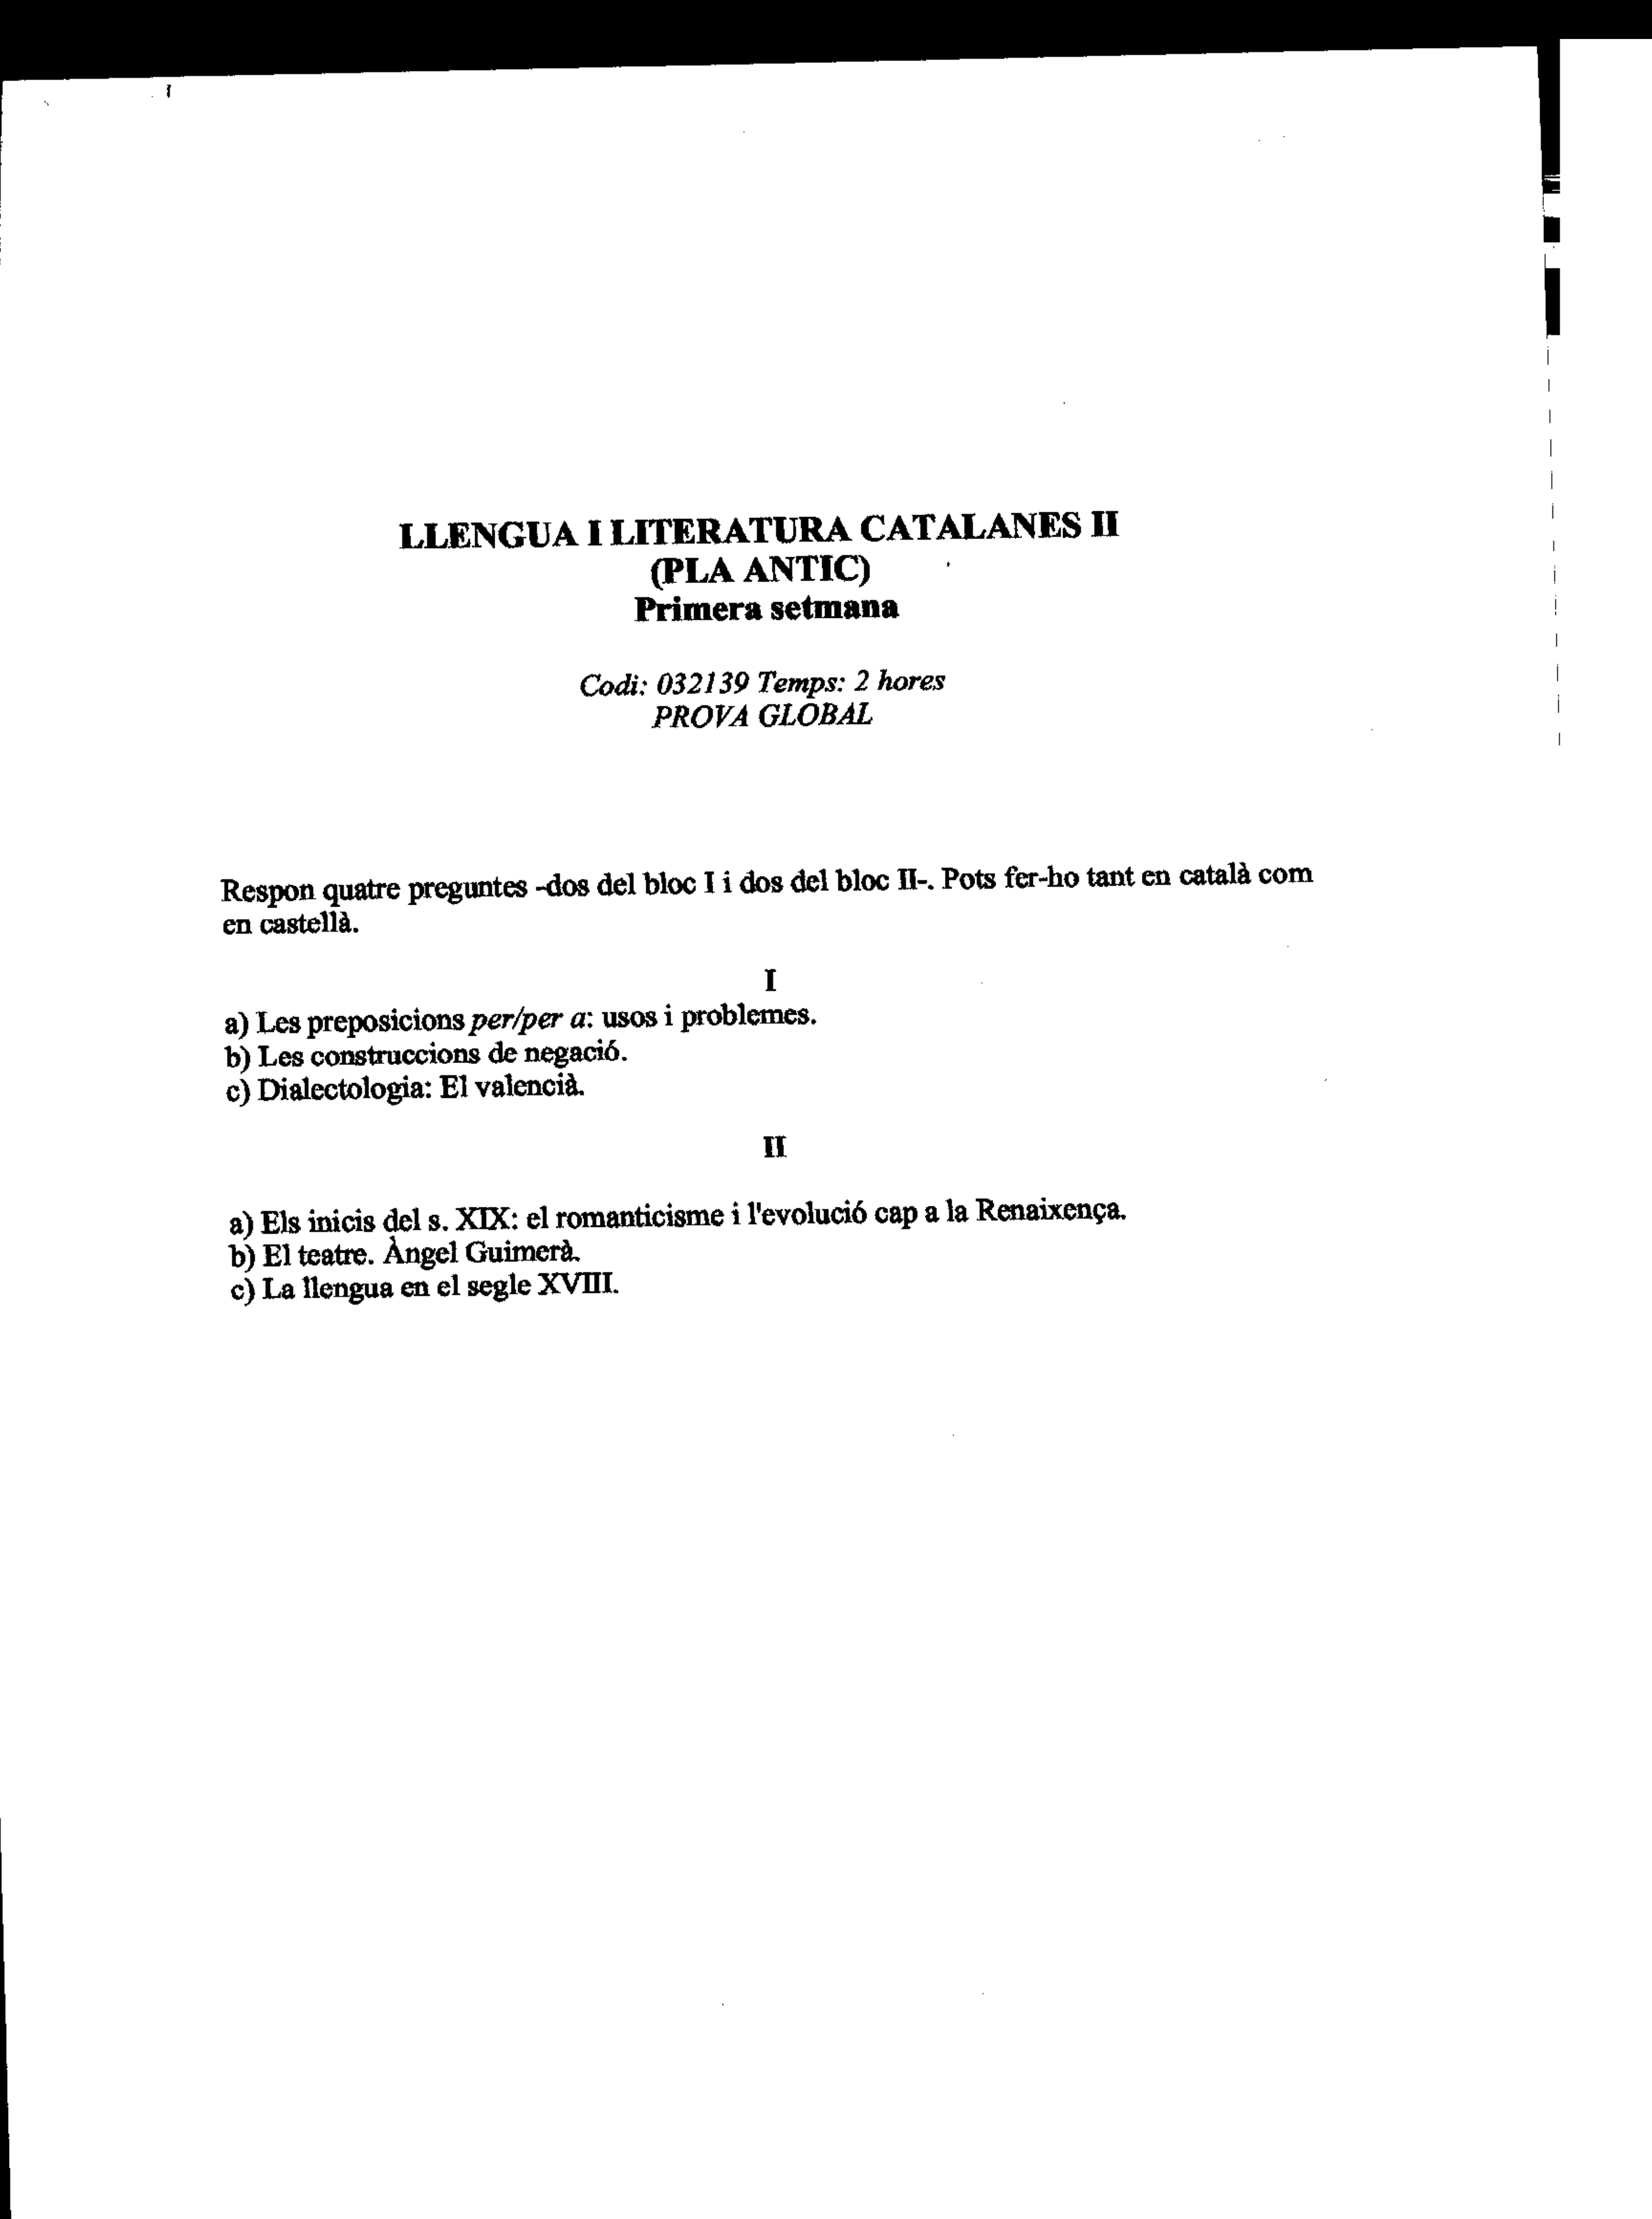 LLENGUA I LITERATURA CATALANES II
(PLA ANTIC)
Primera setmana
Codi: 032139 Temps: 2 hores
PROVA GLOBAL
Respon quatre preguntes -dos del bloc I i dos del bloc II-. Pots fer-ho tant en català com
en castellà.
I
a) Les preposicions per/per a: usos i problemes.
b) Les construccions de negació.
c) Dialectologia: El valencià.
II
a) Els inicis del s. XIX: el romanticisme i l'evolució cap a la Renaixença.
b) El teatre. Àngel Guimerà.
c) La llengua en el segle XVIII.